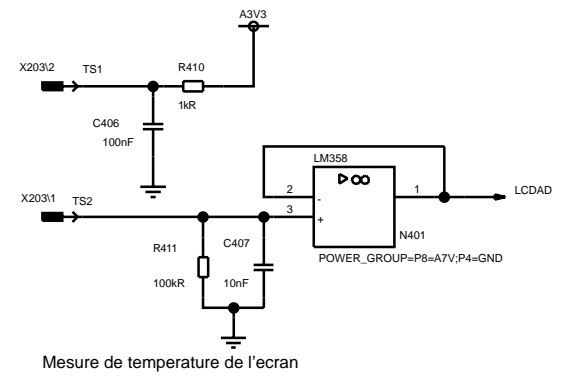 A3V3
X203\2
TS1
R410
1kR
C406
100nF
LM358
X203\1
TS2
2
-
1
LCDAD
3
+
R411
C407
N401
100kR
10nF
POWER_GROUP=P8=A7V;P4=GND
Mesure de temperature de l'ecran